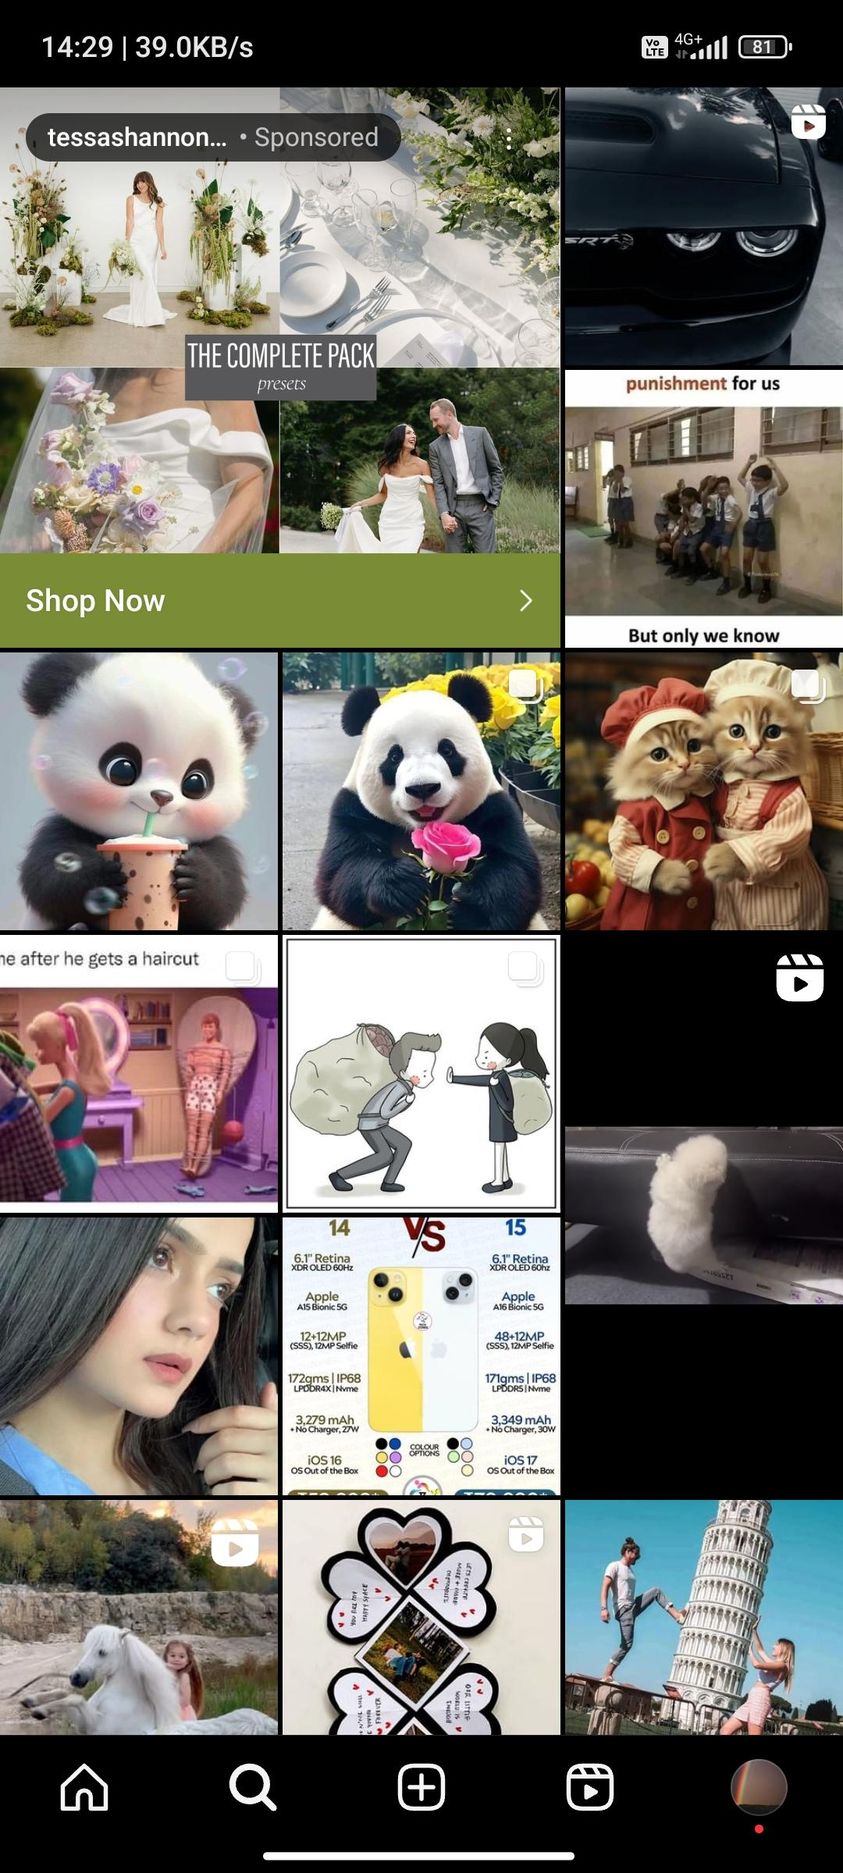 14:29 | 39.0KB/s
Vo
LTE
4G+
81
tessashannon... • Sponsored
THE COMPLETE PACK
presets
Shop Now
SRT
punishment for us
But only we know
ne after he gets a haircut
14
VS
15
6.1" Retina
XDR OLED 60Hz
6.1" Retina
XDR OLED 60Hz
Apple
A15 Bionic 5G
Apple
A16 Bionic 5G
12+12MP
(SSS), 12MP Selfie
48+12MP
(SSS), 12MP Selfie
172gms | IP68
LPDDR4X | Nvme
171gms | IP68
LPDDR5 | Nvme
3,279 mAh
+ No Charger, 27W
3,349 mAh
+ No Charger, 30W
COLOUR
OPTIONS
iOS 16
OS Out of the Box
iOS 17
OS Out of the Box